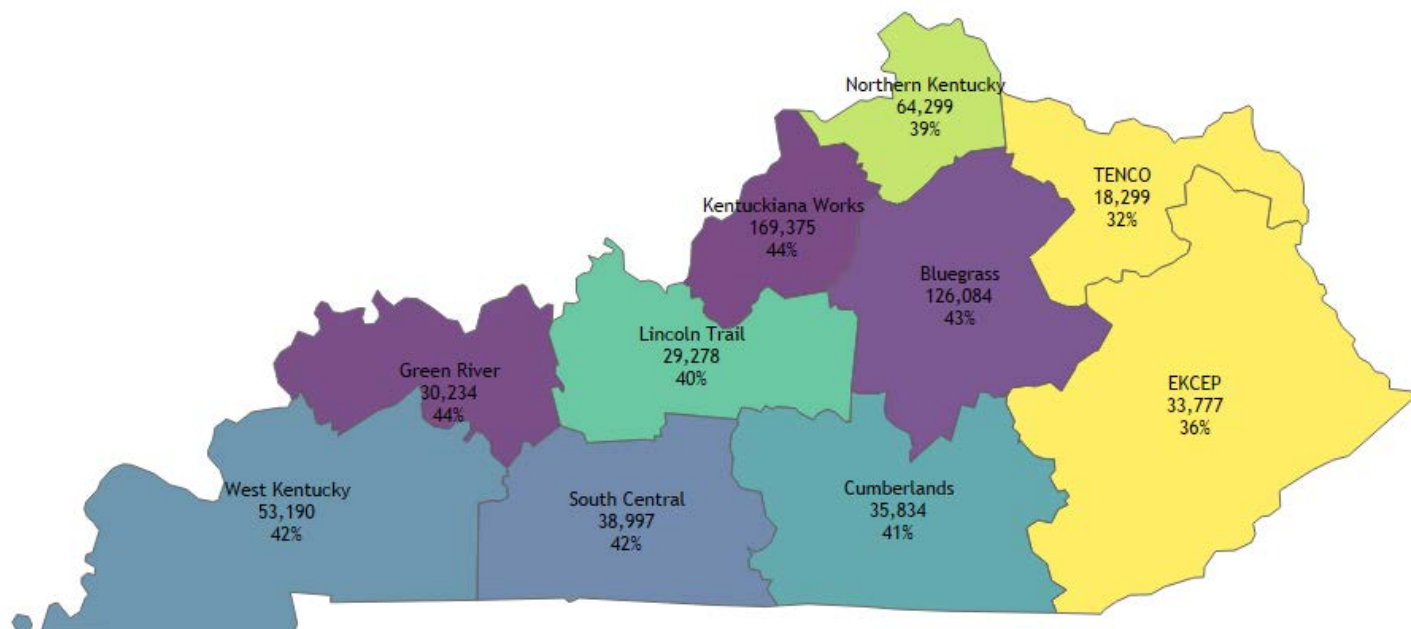 Northern Kentucky
64,299
39%
TENCO
18,299
32%
Kentuckiana Works
169,375
44%
Bluegrass
126,084
43%
Lincoln Trail
29,278
40%
Green River
30,234
44%
EKCEP
33,777
36%
West Kentucky
53,190
42%
South Central
38,997
42%
Cumberlands
35,834
41%